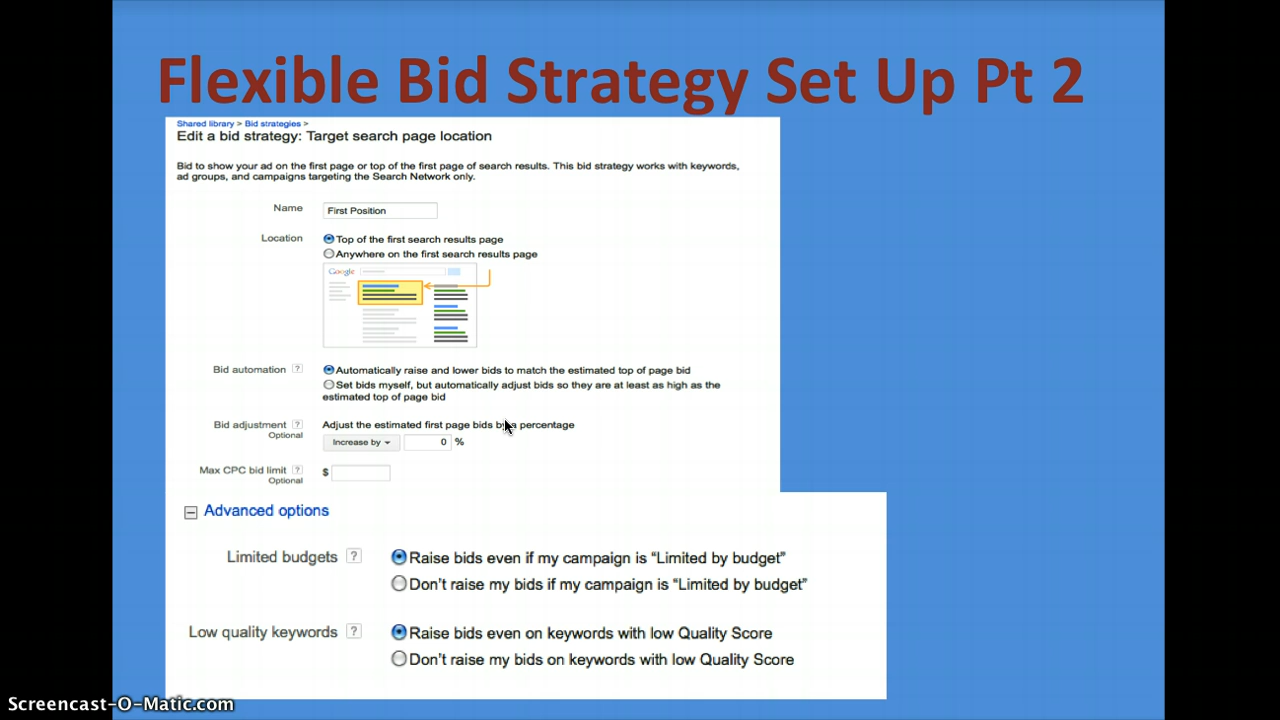 Flexible Bid Strategy Set Up Pt 2
Shared library > Bid strategies >
Edit a bid strategy: Target search page location
Bid to show your ad on the first page or top of the first page of search results. This bid strategy works with keywords,
ad groups, and campaigns targeting the Search Network only.
Name First Position
Location Top of the first search results page
Anywhere on the first search results page
Google
Bid automation ? Automatically raise and lower bids to match the estimated top of page bid
Set bids myself, but automatically adjust bids so they are at least as high as the
estimated top of page bid
Bid adjustment ? Adjust the estimated first page bids by a percentage
Optional
Increase by 0 %
Max CPC bid limit ? $
Optional
Advanced options
Limited budgets ? Raise bids even if my campaign is “Limited by budget”
Don’t raise my bids if my campaign is “Limited by budget”
Low quality keywords ? Raise bids even on keywords with low Quality Score
Don’t raise my bids on keywords with low Quality Score
Screencast-O-Matic.com